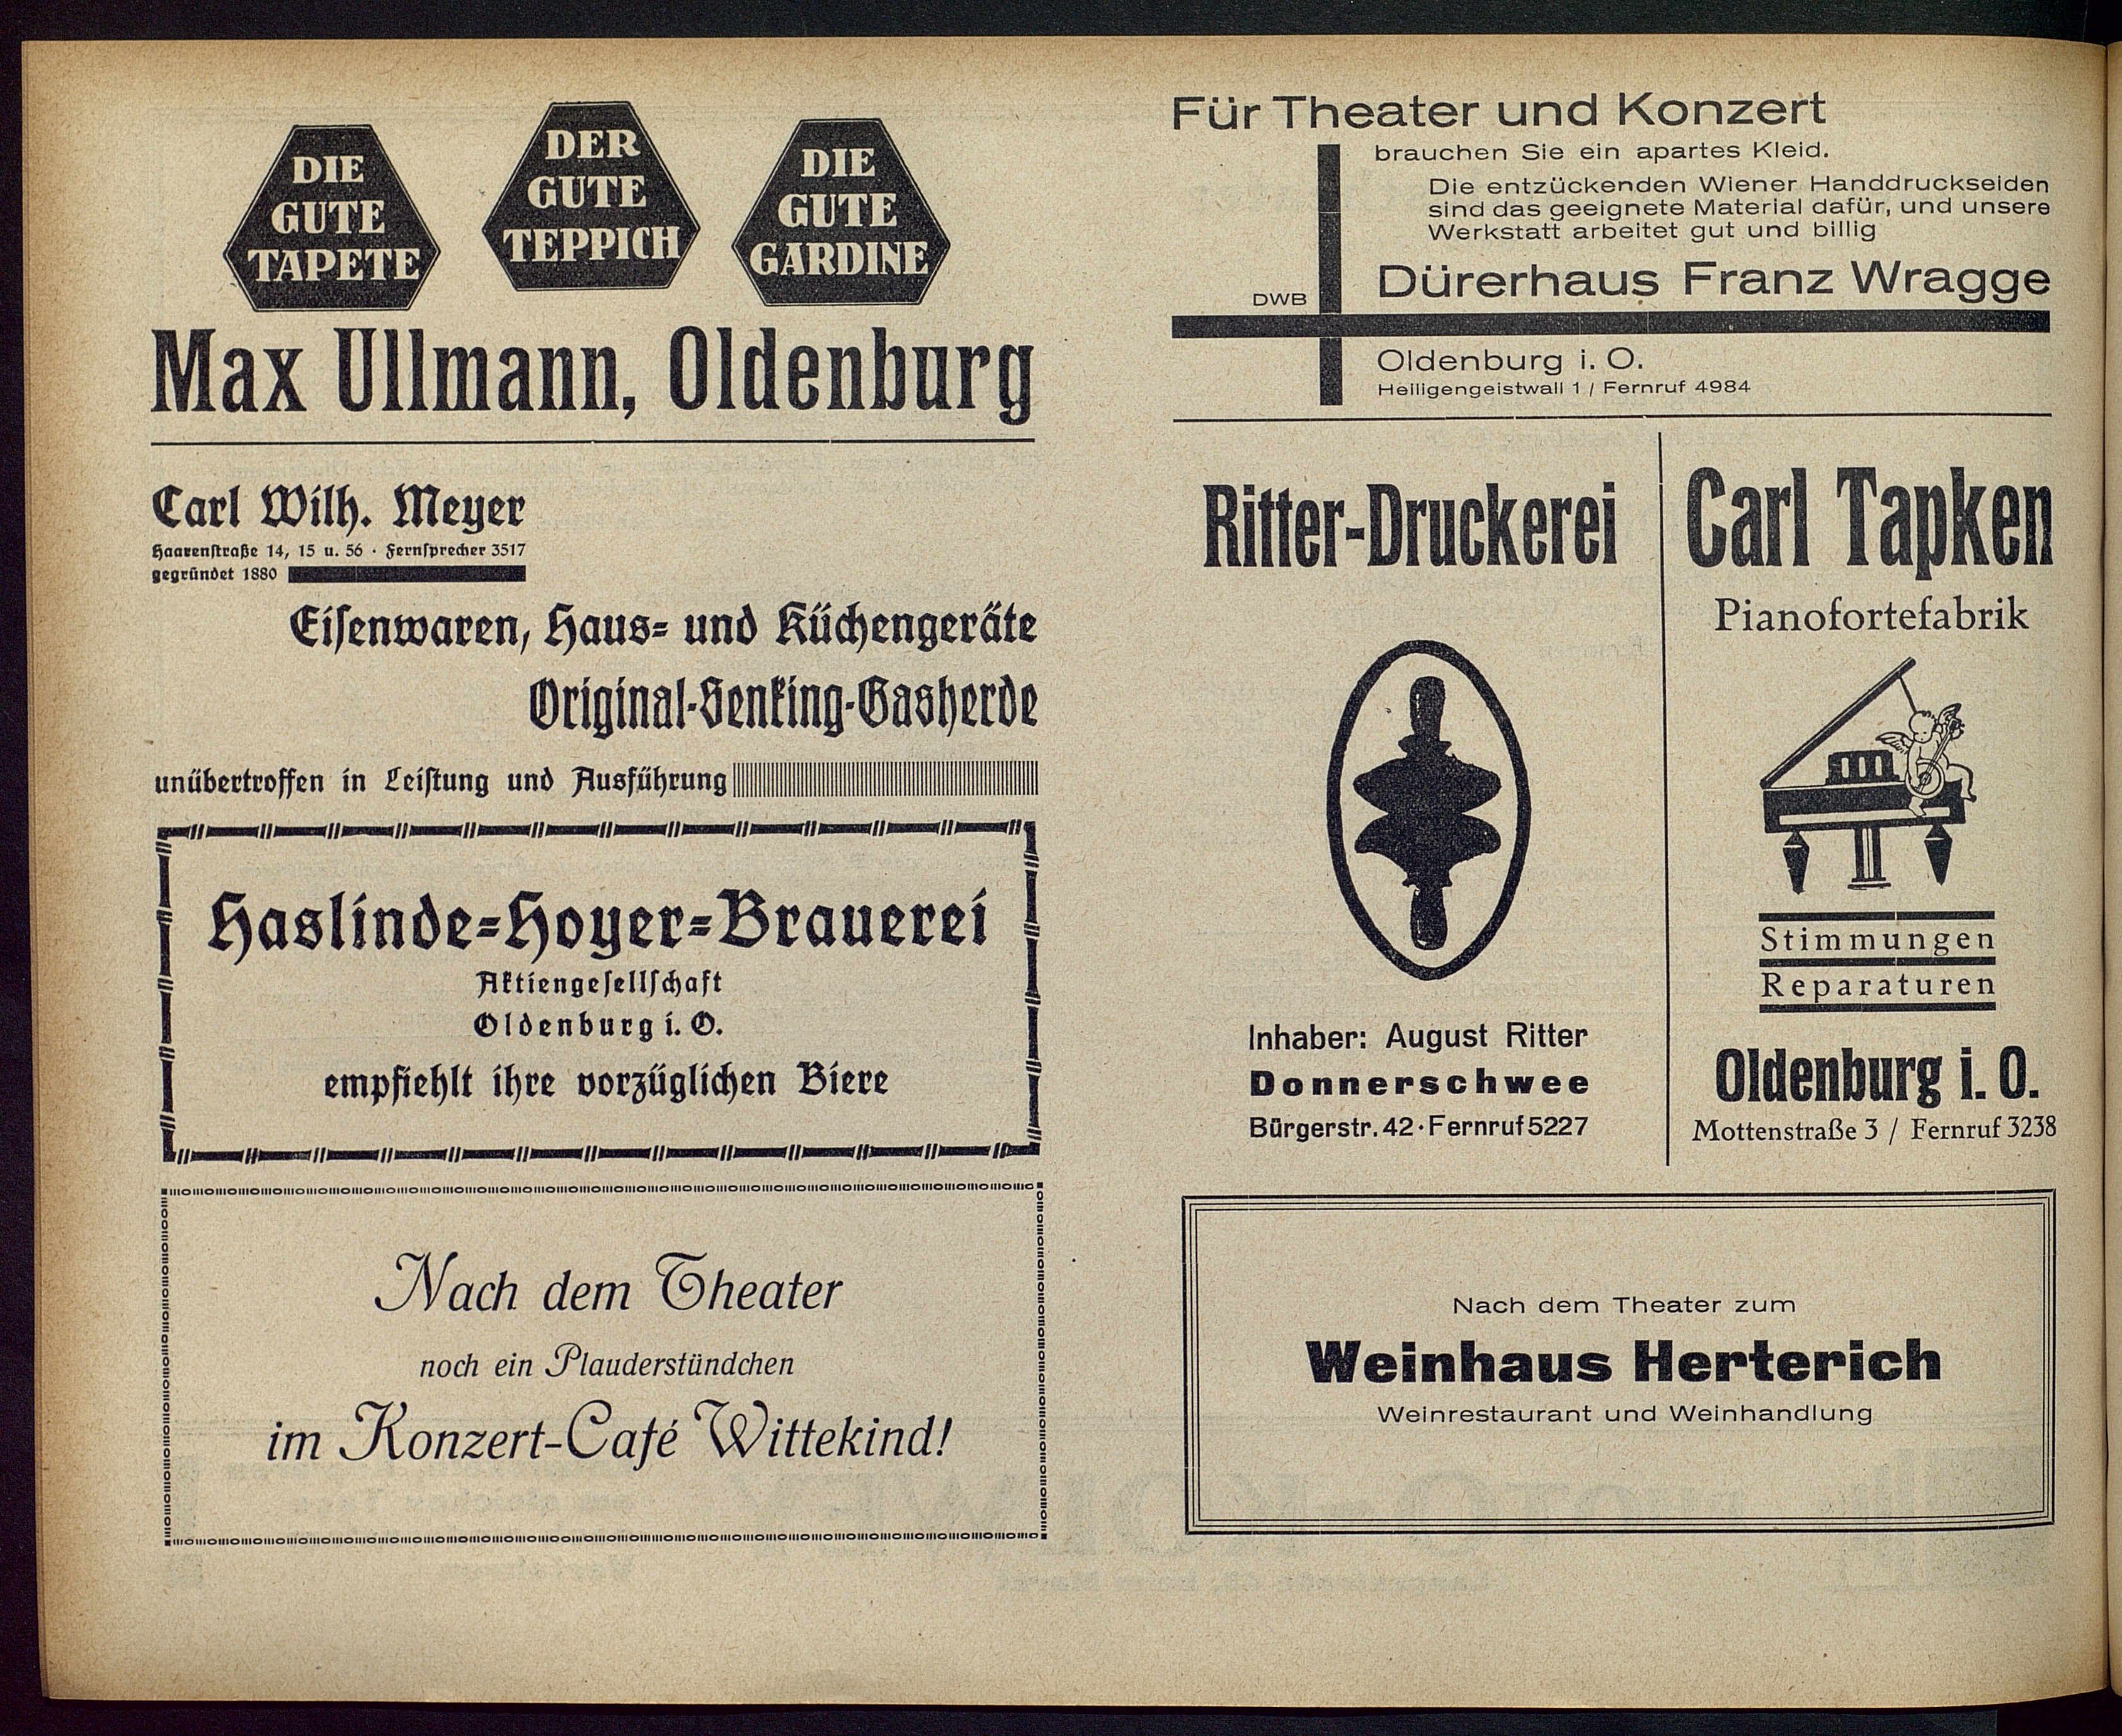 DIE
GUTE
TAPETE
DER
GUTE
TEPPICH
DIE
GUTE
GARDINE
Max Ullmann, Oldenburg
Carl Wilh. Meyer
Haarenſtraße 14, 15 u. 56 · Fernſprecher 3517
gegründet 1880
Eiſenwaren, Haus- und Küchengeräte
Original-Senking-Gasherde
unübertroffen in Leiſtung und Ausführung
Haslinde-Hoyer-Brauerei
Aktiengeſellſchaft
Oldenburg i. O.
empfiehlt ihre vorzüglichen Biere
Nach dem Theater
noch ein Plauderstündchen
im Konzert-Café Wittekind!
Für Theater und Konzert
brauchen Sie ein apartes Kleid.
Die entzückenden Wiener Handdruckseiden
sind das geeignete Material dafür, und unsere
Werkstatt arbeitet gut und billig
Dürerhaus Franz Wragge
DWB
Oldenburg i. O.
Heiligengeistwall 1 / Fernruf 4984
Ritter-Druckerei
Inhaber: August Ritter
Donnerschwee
Bürgerstr. 42 · Fernruf 5227
Carl Tapken
Pianofortefabrik
Stimmungen
Reparaturen
Oldenburg i. O.
Mottenstraße 3 / Fernruf 3238
Nach dem Theater zum
Weinhaus Herterich
Weinrestaurant und Weinhandlung